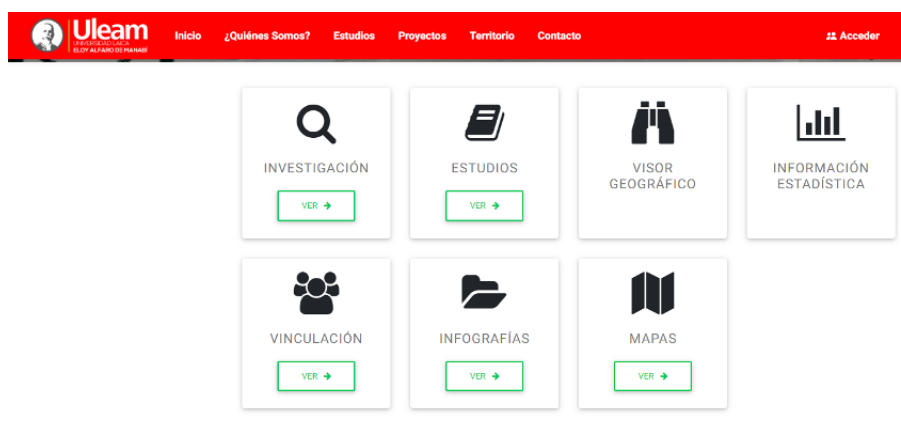 Uleam
UNIVERSIDAD LAICA
ELOY ALFARO DE MANABÍ
Inicio ¿Quiénes Somos? Estudios Proyectos Territorio Contacto Acceder
INVESTIGACIÓN
VER
ESTUDIOS
VER
VISOR
GEOGRÁFICO
INFORMACIÓN
ESTADÍSTICA
VINCULACIÓN
VER
INFOGRAFÍAS
VER
MAPAS
VER